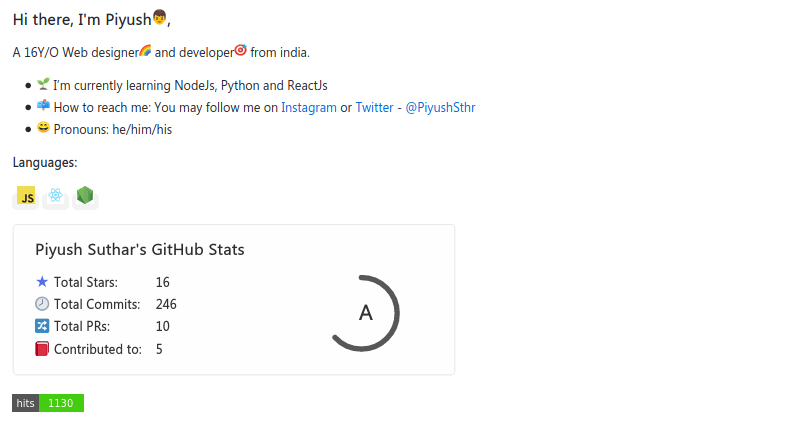 Hi there, I'm Piyush👦,
A 16Y/O Web designer🌈 and developer🎯 from india.
🌱 I'm currently learning NodeJs, Python and ReactJs
📫 How to reach me: You may follow me on Instagram or Twitter - @PiyushSthr
😄 Pronouns: he/him/his
Languages:
JS
Piyush Suthar's GitHub Stats
Total Stars: 16
Total Commits: 246
Total PRs: 10
Contributed to: 5
A
hits 1130